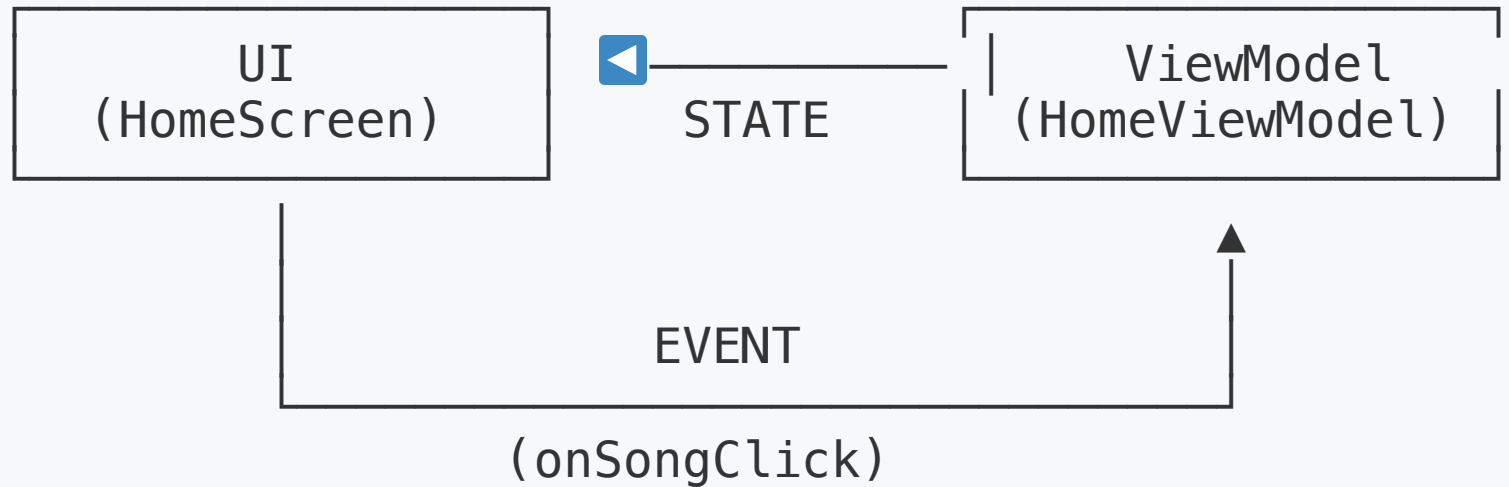 UI
(HomeScreen)
STATE
ViewModel
(HomeViewModel)
EVENT
(onSongClick)